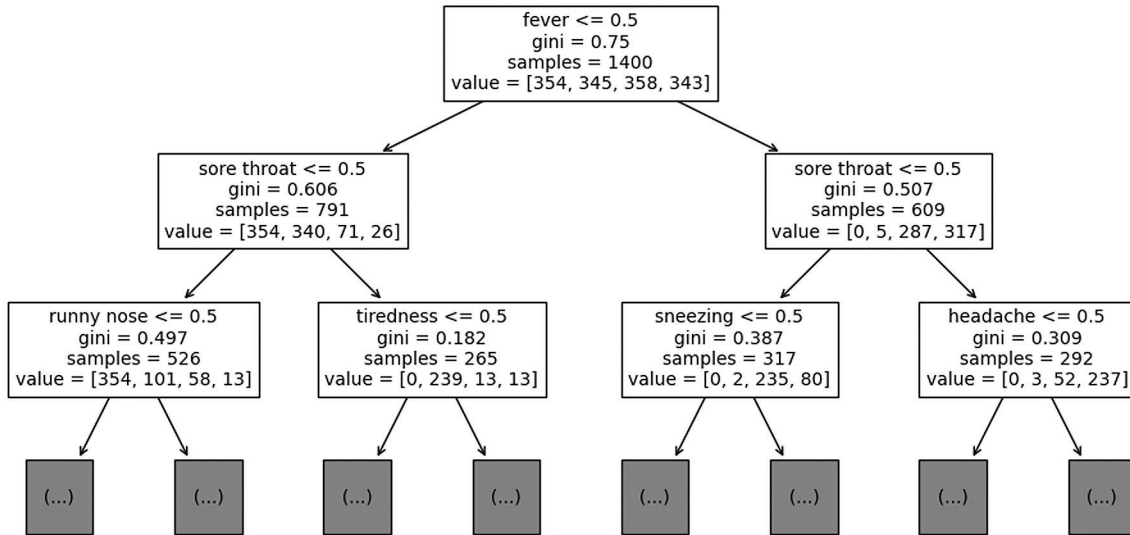 fever <= 0.5
gini = 0.75
samples = 1400
value = [354, 345, 358, 343]
sore throat <= 0.5
gini = 0.606
samples = 791
value = [354, 340, 71, 26]
sore throat <= 0.5
gini = 0.507
samples = 609
value = [0, 5, 287, 317]
runny nose <= 0.5
gini = 0.497
samples = 526
value = [354, 101, 58, 13]
tiredness <= 0.5
gini = 0.182
samples = 265
value = [0, 239, 13, 13]
sneezing <= 0.5
gini = 0.387
samples = 317
value = [0, 2, 235, 80]
headache <= 0.5
gini = 0.309
samples = 292
value = [0, 3, 52, 237]
(...)
(...)
(...)
(...)
(...)
(...)
(...)
(...)